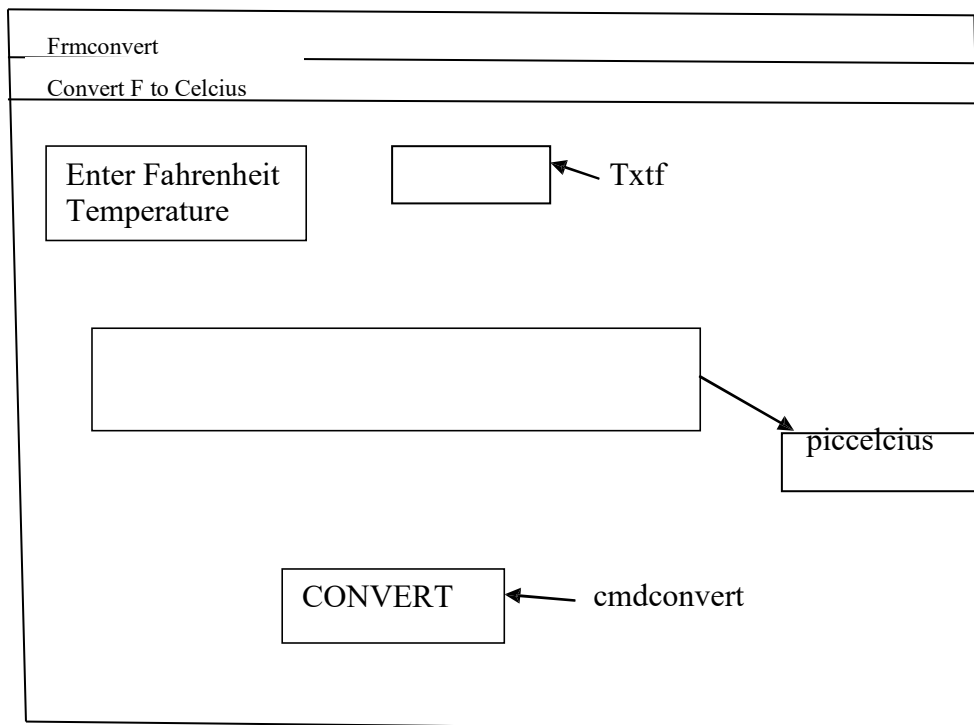 Frmconvert
Convert F to Celcius
Enter Fahrenheit
Temperature
Txtf
piccelcius
CONVERT
cmdconvert